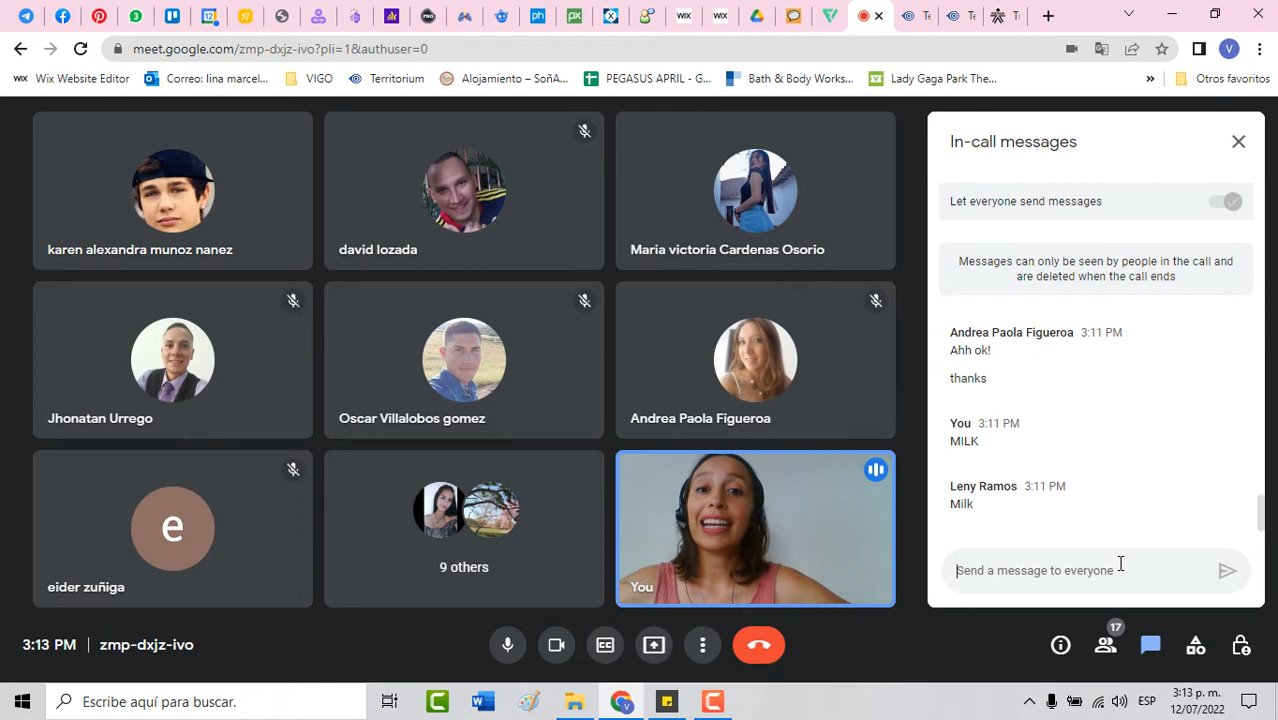 meet.google.com/zmp-dxjz-ivo?pli=1&authuser=0
Wix Website Editor
Correo: lina marcel...
VIGO
Territorium
Alojamiento – SoñA...
PEGASUS APRIL - G...
Bath & Body Works...
Lady Gaga Park The...
Otros favoritos
karen alexandra munoz nanez
david lozada
Maria victoria Cardenas Osorio
Jhonatan Urrego
Oscar Villalobos gomez
Andrea Paola Figueroa
e
eider zuñiga
9 others
You
In-call messages
Let everyone send messages
Messages can only be seen by people in the call and
are deleted when the call ends
Andrea Paola Figueroa 3:11 PM
Ahh ok!
thanks
You 3:11 PM
MILK
Leny Ramos 3:11 PM
Milk
Send a message to everyone
3:13 PM | zmp-dxjz-ivo
17
Escribe aquí para buscar.
ESP
3:13 p. m.
12/07/2022